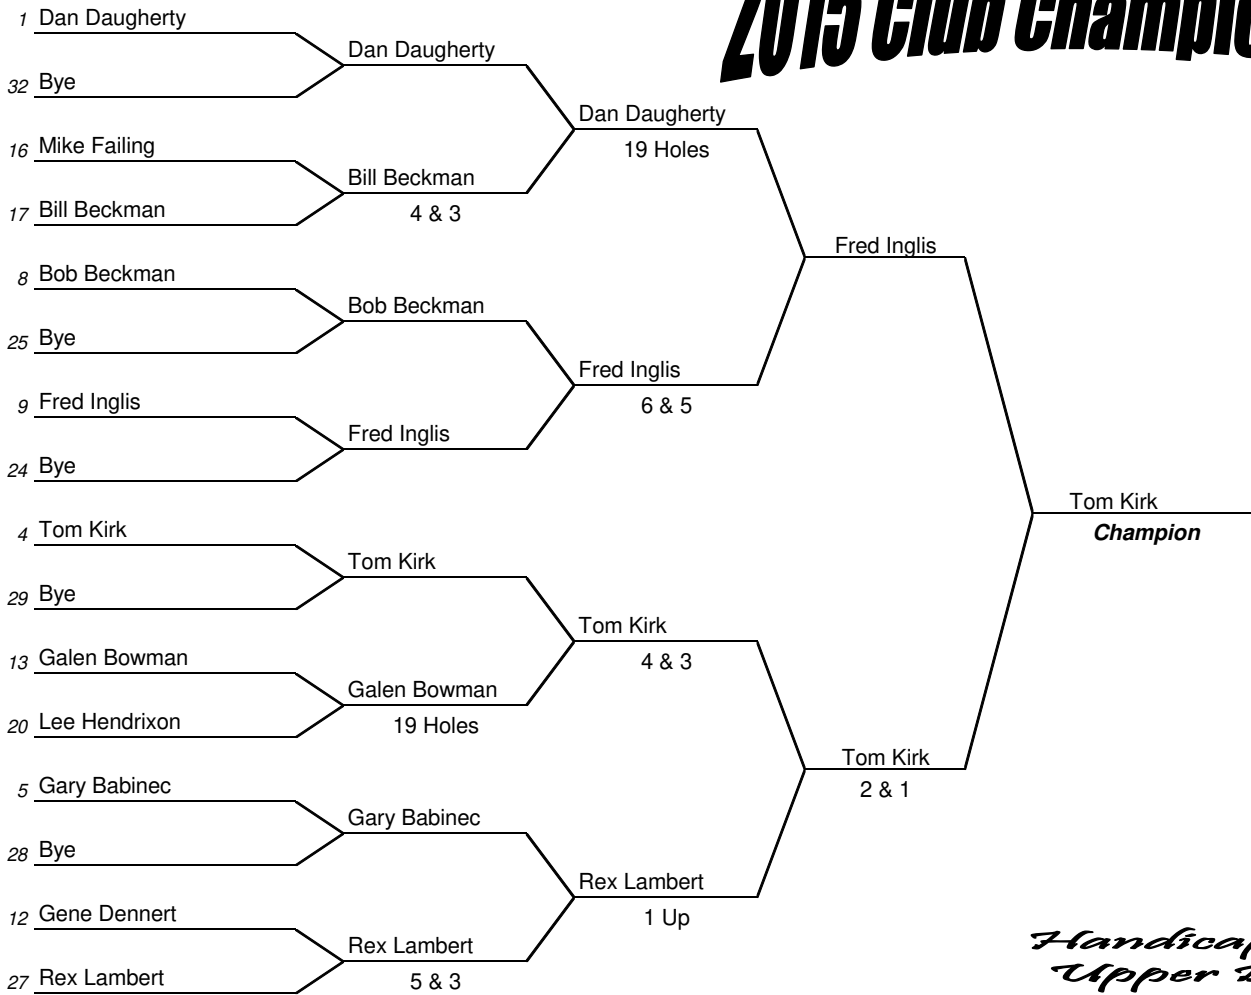 2015 Club
1 Dan Daugherty
32 Bye
16 Mike Failing
17 Bill Beckman
8 Bob Beckman
25 Bye
9 Fred Inglis
24 Bye
4 Tom Kirk
29 Bye
13 Galen Bowman
20 Lee Hendrixon
5 Gary Babinec
28 Bye
12 Gene Dennert
27 Rex Lambert
Dan Daugherty
Bill Beckman
4 & 3
Bob Beckman
Fred Inglis
Tom Kirk
Galen Bowman
19 Holes
Gary Babinec
Rex Lambert
5 & 3
Dan Daugherty
19 Holes
Fred Inglis
6 & 5
Tom Kirk
4 & 3
Rex Lambert
1 Up
Fred Inglis
Tom Kirk
2 & 1
Tom Kirk
Champion
Upper